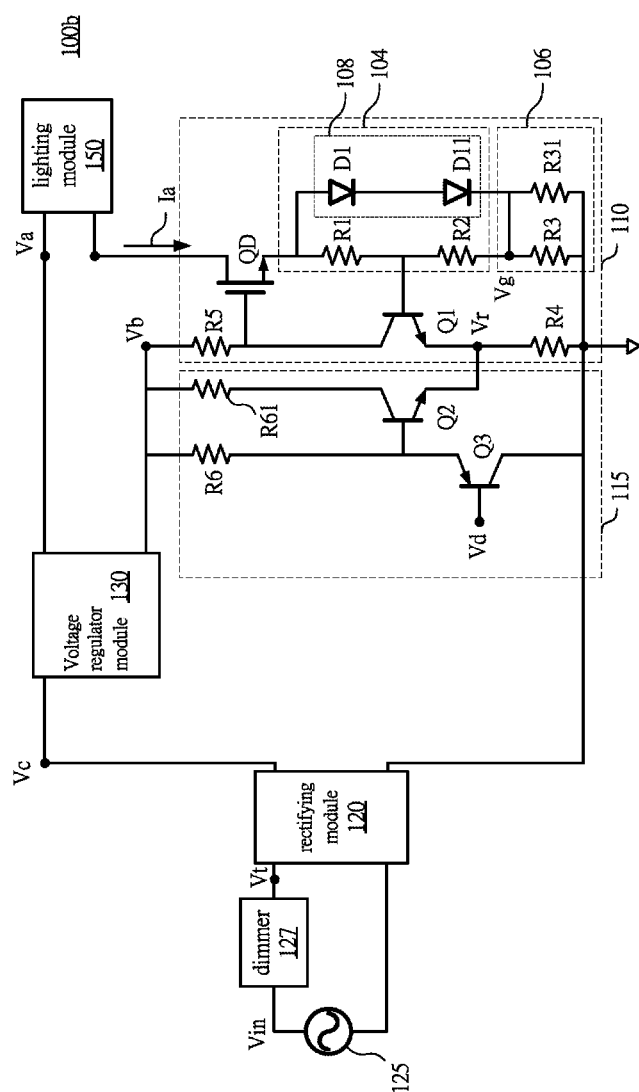 100b
lighting
module
150
Va
Ia
Vb
R5
R61
R6
QD
R1
D1
R2
D11
Vg
R3
R31
R4
Q1
Vr
Q2
Q3
Vd
108
104
106
110
115
Voltage
regulator
module
130
Vc
rectifying
module
120
Vt
dimmer
127
Vin
125